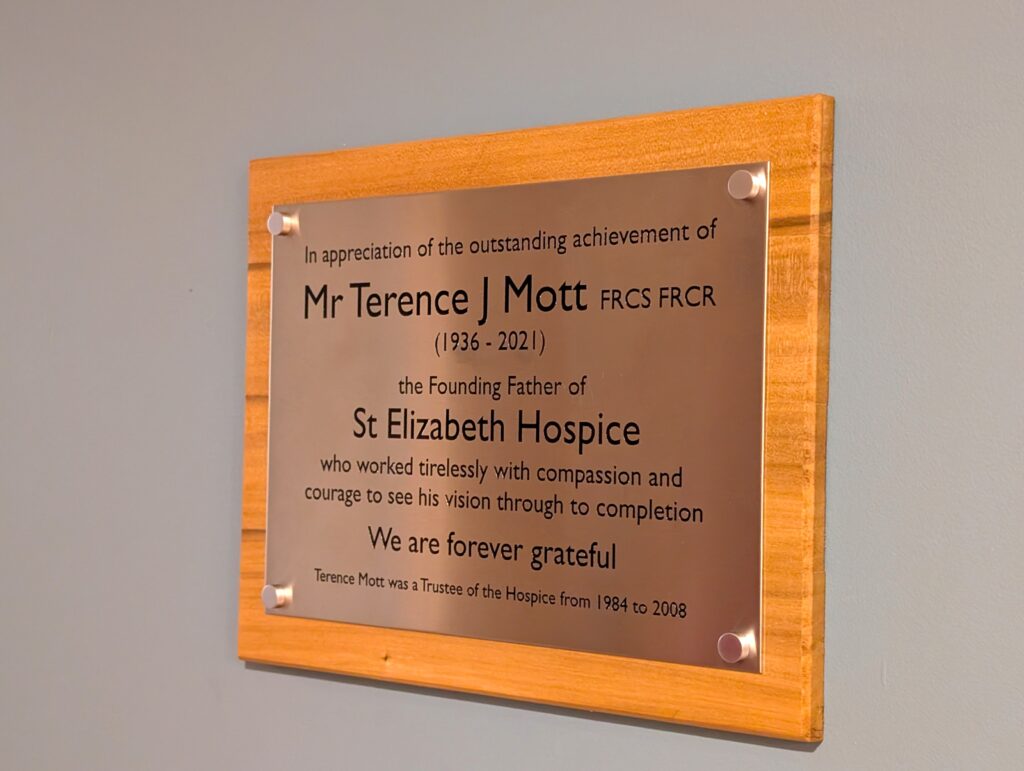 In appreciation of the outstanding achievement of
Mr Terence J Mott FRCS FRCR
(1936 - 2021)
the Founding Father of
St Elizabeth Hospice
who worked tirelessly with compassion and
courage to see his vision through to completion
We are forever grateful
Terence Mott was a Trustee of the Hospice from 1984 to 2008